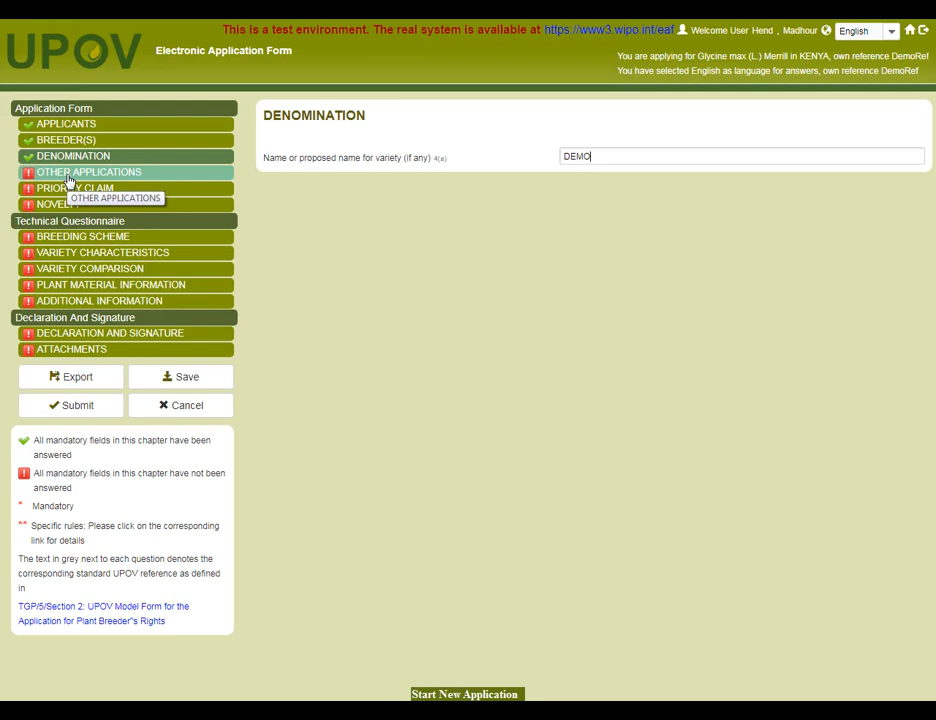 This is a test environment. The real system is available at https://www3.wipo.int/eaf
Welcome User Hend , Madhour
English
UPOV
Electronic Application Form
You are applying for Glycine max (L.) Merrill in KENYA, own reference DemoRef
You have selected English as language for answers, own reference DemoRef
Application Form
APPLICANTS
BREEDER(S)
DENOMINATION
OTHER APPLICATIONS
PRIORITY CLAIM
OTHER APPLICATIONS
Technical Questionnaire
BREEDING SCHEME
VARIETY CHARACTERISTICS
VARIETY COMPARISON
PLANT MATERIAL INFORMATION
ADDITIONAL INFORMATION
Declaration And Signature
DECLARATION AND SIGNATURE
ATTACHMENTS
Export
Save
Submit
Cancel
All mandatory fields in this chapter have been
answered
All mandatory fields in this chapter have not been
answered
* Mandatory
** Specific rules: Please click on the corresponding
link for details
The text in grey next to each question denotes the
corresponding standard UPOV reference as defined
in
TGP/5/Section 2: UPOV Model Form for the
Application for Plant Breeder"s Rights
DENOMINATION
Name or proposed name for variety (if any) 4(a)
DEMO
Start New Application